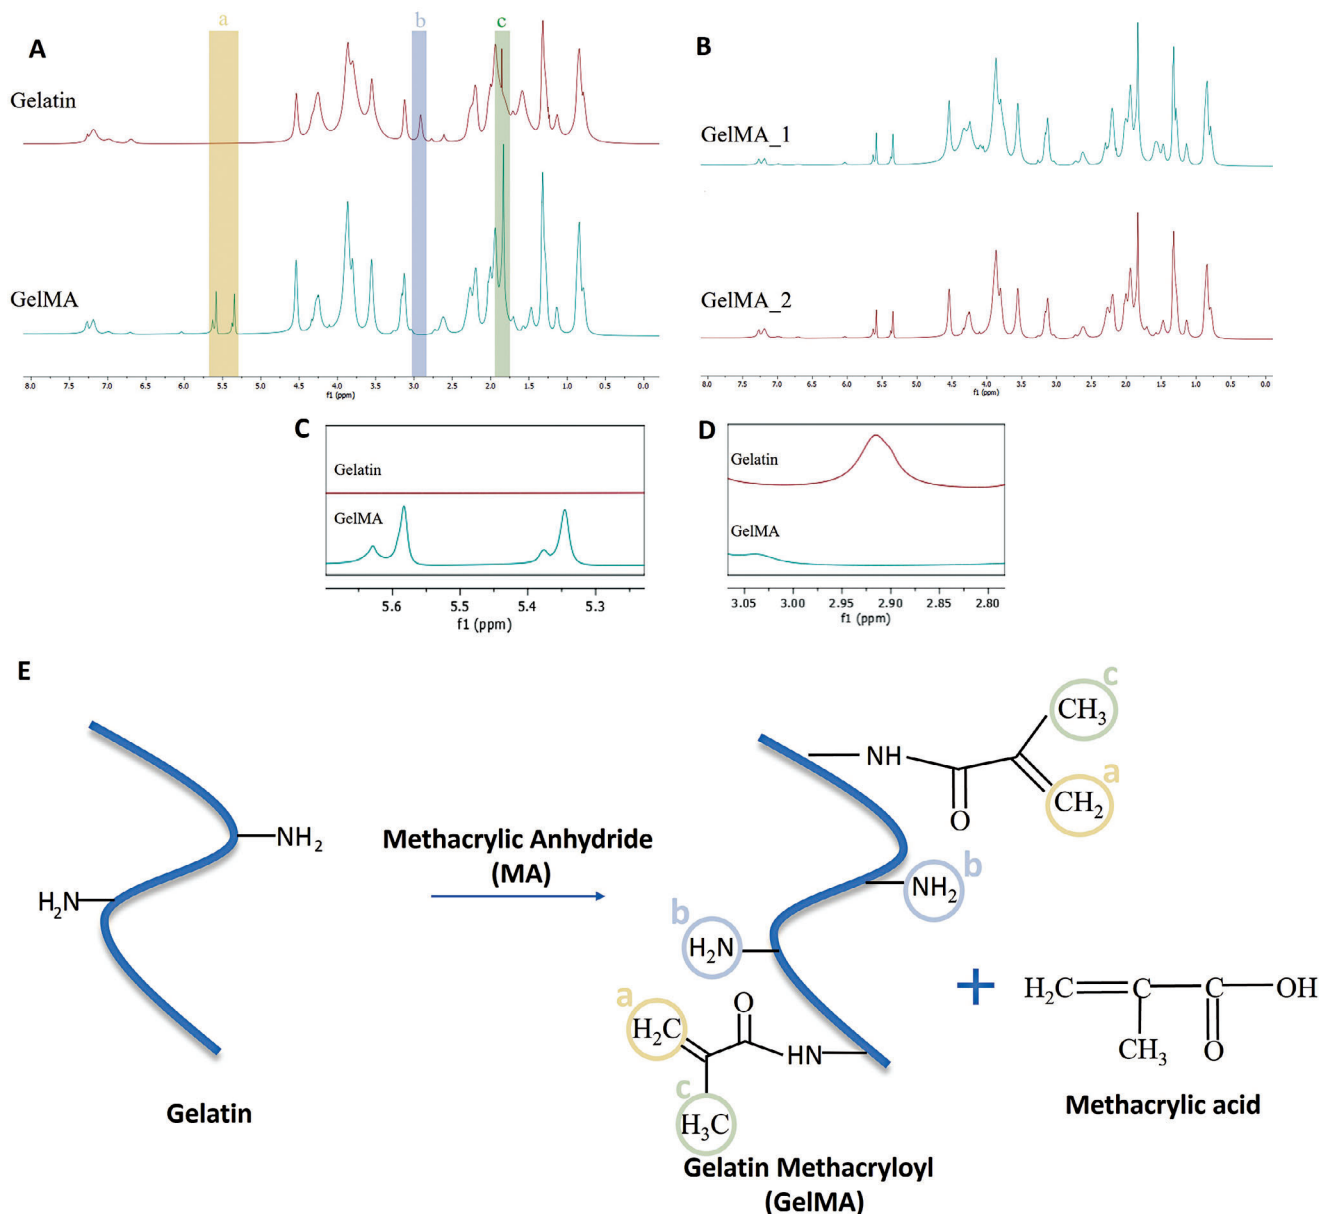 A
a
b
c
Gelatin
GelMA
8.0 7.5 7.0 6.5 6.0 5.5 5.0 4.5 4.0 3.5 3.0 2.5 2.0 1.5 1.0 0.5 -0.0
f1 (ppm)
B
GelMA_1
GelMA_2
8.0 7.5 7.0 6.5 6.0 5.5 5.0 4.5 4.0 3.5 3.0 2.5 2.0 1.5 1.0 0.5 -0.0
f1 (ppm)
C
Gelatin
GelMA
5.6 5.5 5.4 5.3
f1 (ppm)
D
Gelatin
GelMA
3.05 3.00 2.95 2.90 2.85 2.80
f1 (ppm)
E
NH2
H2N
Gelatin
Methacrylic Anhydride
(MA)
c
CH3
NH
a
CH2
O
b
NH2
b
H2N
a
H2C
O
HN
c
H3C
Gelatin Methacryloyl
(GelMA)
+
H2C
C
C
OH
CH3
O
Methacrylic acid